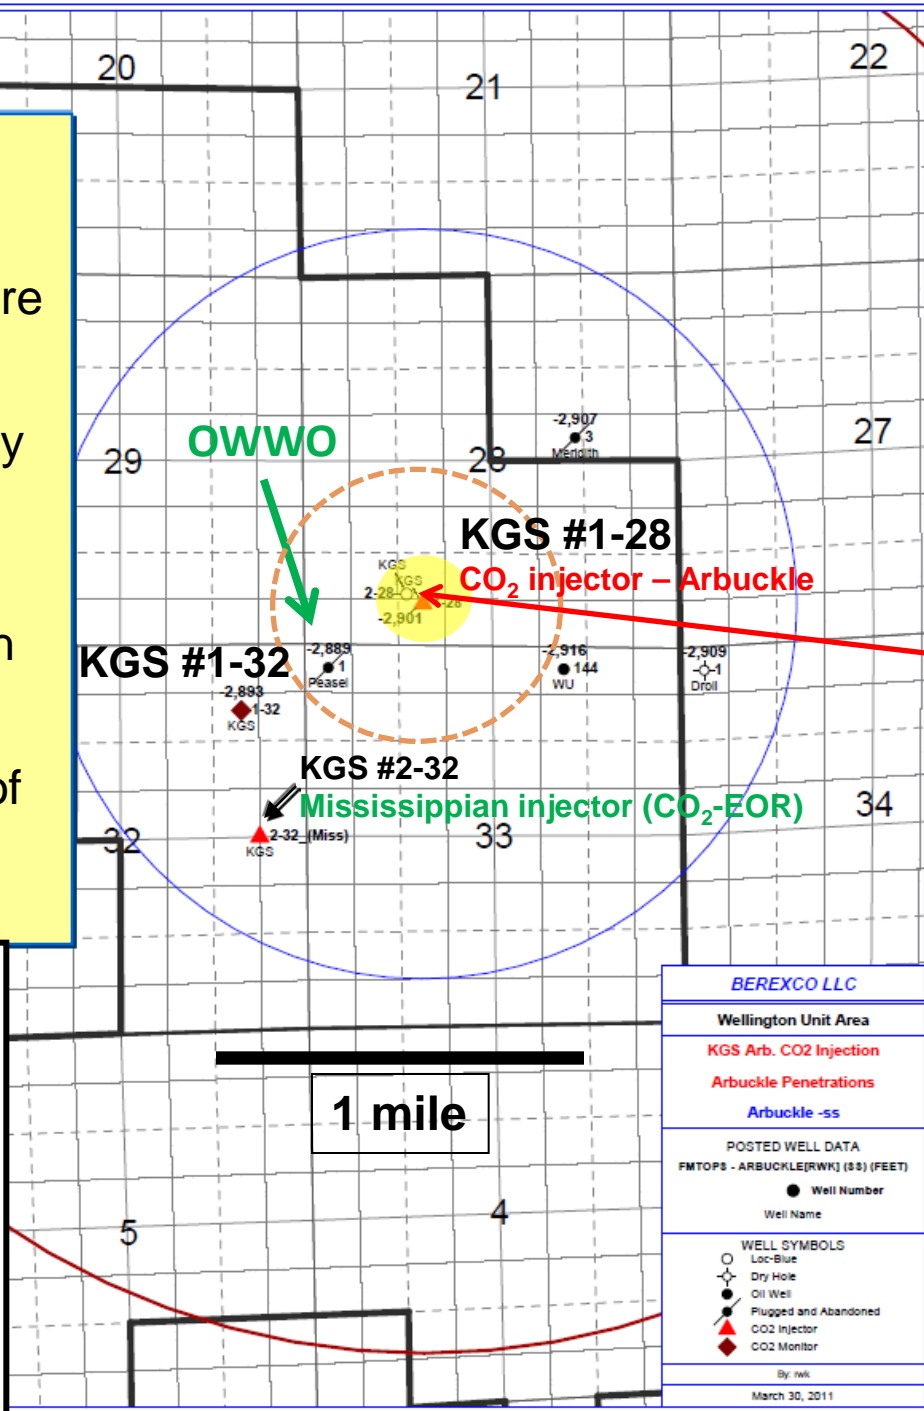 20
21
22
re
y
n
of
29
28
27
OWWO
-2,907
3
Meridith
KGS #1-28
CO₂ injector – Arbuckle
KGS
KGS
2-28
-28
-2,901
KGS #1-32
-2,889
1
Peasel
-2,916
144
WU
-2,909
1
Droll
-2,893
1-32
KGS
KGS #2-32
Mississippian injector (CO₂-EOR)
2-32_(Miss)
KGS
32
33
34
1 mile
5
4
BEREXCO LLC
Wellington Unit Area
KGS Arb. CO2 Injection
Arbuckle Penetrations
Arbuckle -ss
POSTED WELL DATA
FMTOPS - ARBUCKLE[RWK] (SS) (FEET)
Well Number
Well Name
WELL SYMBOLS
Loc-Blue
Dry Hole
Oil Well
Plugged and Abandoned
CO2 Injector
CO2 Monitor
By: rwk
March 30, 2011